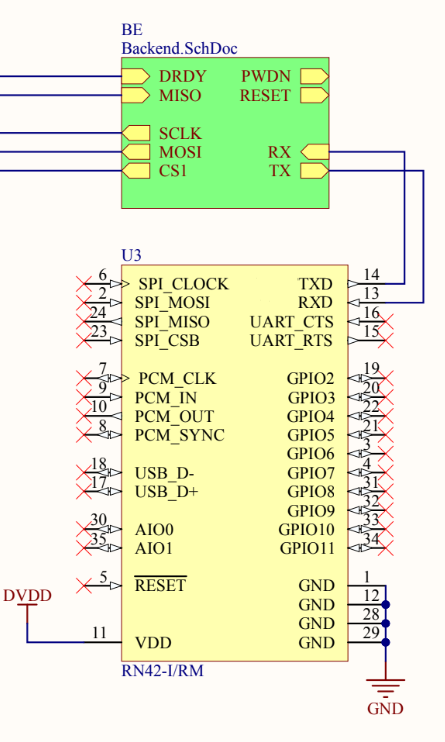 BE
Backend.SchDoc
DRDY PWDN
MISO RESET
SCLK
MOSI RX
CS1 TX
U3
6 SPI_CLOCK TXD 14
2 SPI_MOSI RXD 13
24 SPI_MISO UART_CTS 16
23 SPI_CSB UART_RTS 15
7 PCM_CLK GPIO2 19
9 PCM_IN GPIO3 20
10 PCM_OUT GPIO4 22
8 PCM_SYNC GPIO5 21
GPIO6 3
18 USB_D- GPIO7 4
17 USB_D+ GPIO8 31
GPIO9 32
30 AIO0 GPIO10 33
35 AIO1 GPIO11 34
5 RESET GND 1
DVDD GND 12
GND 28
11 VDD GND 29
RN42-I/RM
GND